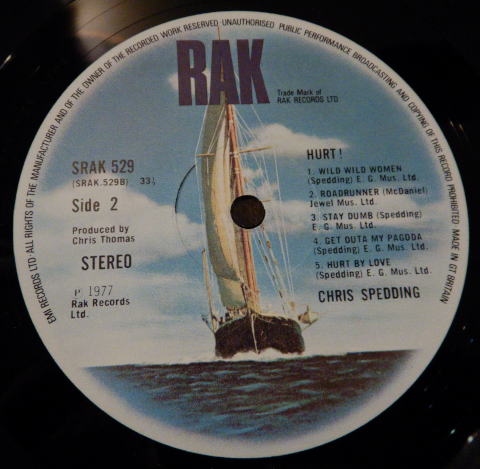 EMI RECORDS LTD·ALL RIGHTS OF THE MANUFACTURER AND OF THE OWNER OF THE RECORDED WORK RESERVED·UNAUTHORISED PUBLIC PERFORMANCE BROADCASTING AND COPYING OF THIS RECORD PROHIBITED MADE IN GT BRITAIN
RAK
Trade Mark of
RAK RECORDS LTD
SRAK 529
(SRAK.529B) 33⅓
Side 2
Produced by
Chris Thomas
STEREO
P 1977
Rak Records
Ltd.
HURT!
1. WILD WILD WOMEN
(Spedding) E. G. Mus. Ltd.
2. ROADRUNNER (McDaniel)
Jewel Mus. Ltd.
3. STAY DUMB (Spedding)
E. G. Mus. Ltd.
4. GET OUTA MY PAGODA
(Spedding) E. G. Mus. Ltd.
5. HURT BY LOVE
(Spedding) E. G. Mus. Ltd.
CHRIS SPEDDING